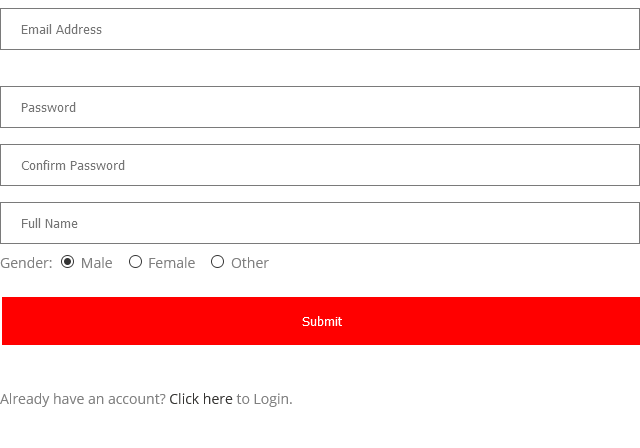 Email Address
Password
Confirm Password
Full Name
Gender: Male Female Other
Submit
Already have an account? Click here to Login.